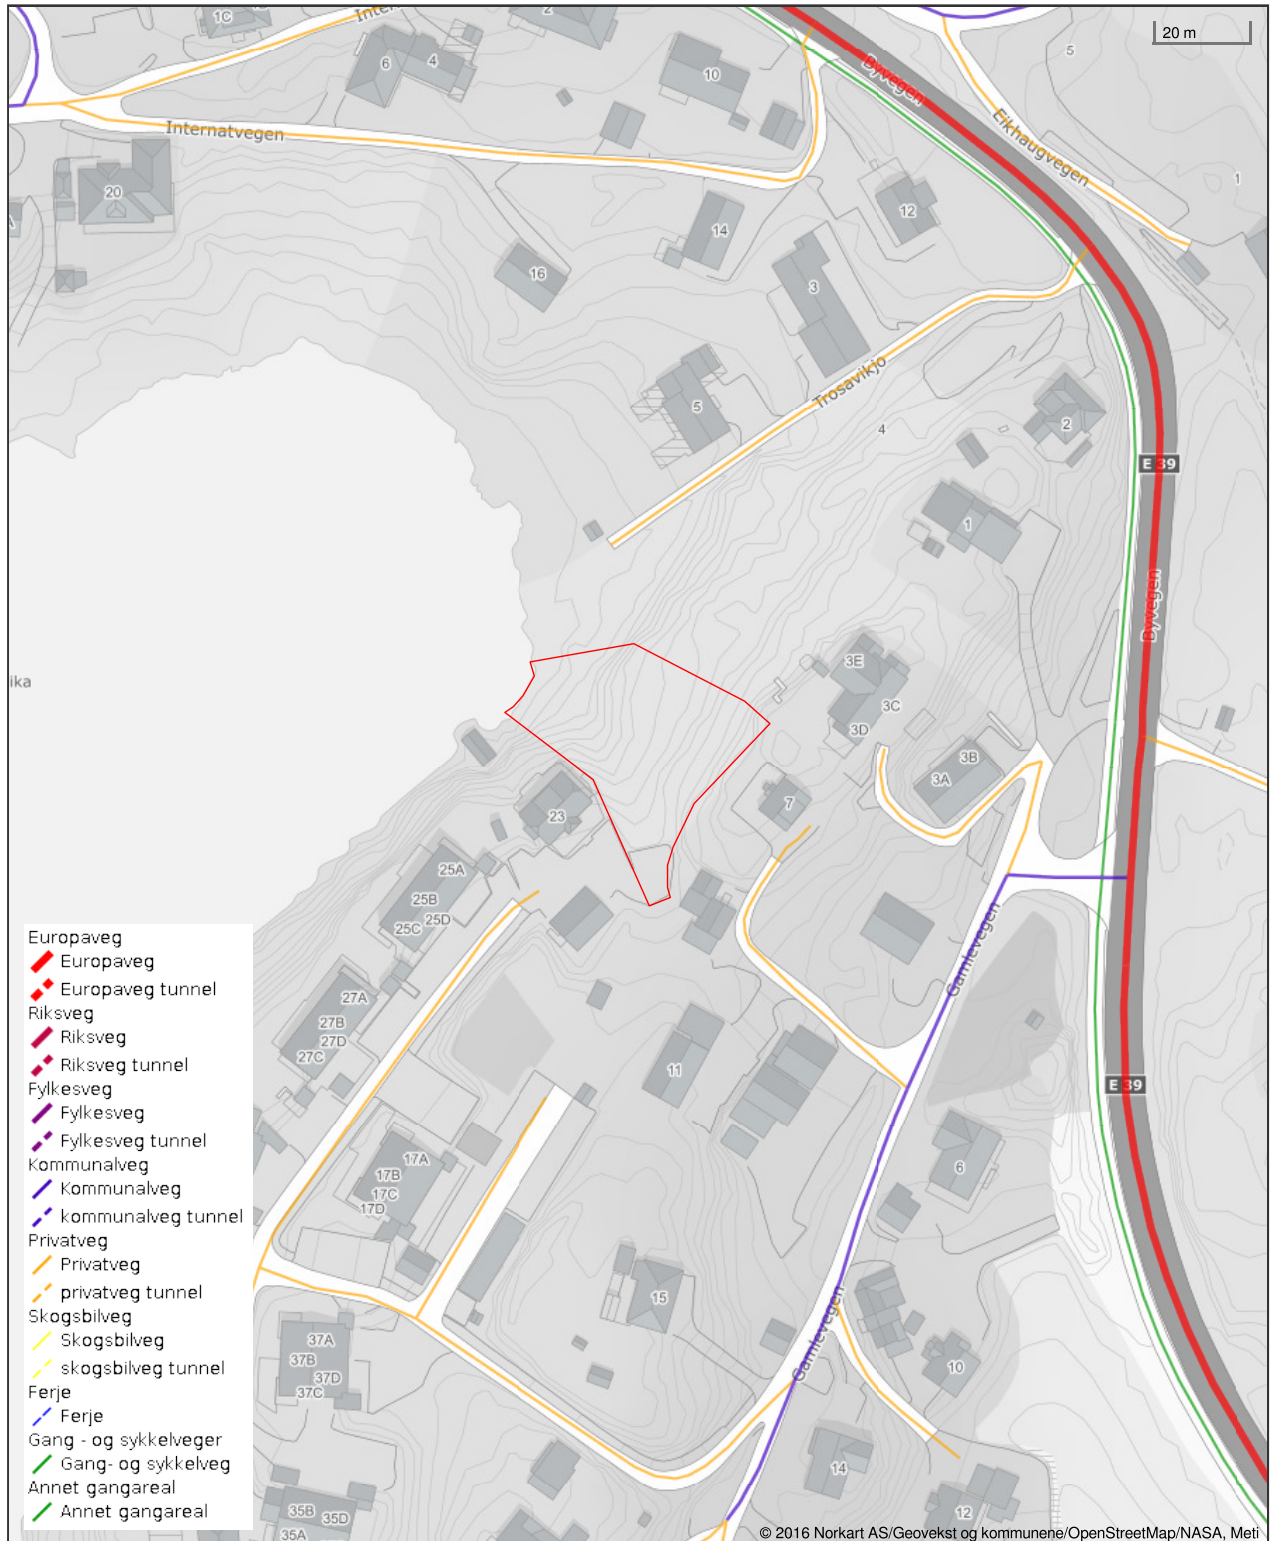 1C
Inter
2
6
4
10
20 m
5
Byvegen
Eikhaugvegen
Internatvegen
1
20
12
14
16
3
Trosavikjo
5
4
2
E 39
1
Byvegen
3E
ika
3C
3D
3B
3A
7
23
25A
25B
25D
25C
Gamlevegen
27A
27B
27D
27C
11
E 39
17A
17B
17C
17D
6
15
Gamlevegen
10
37A
37B
37D
37C
14
35B
35D
35A
12
Europaveg
Europaveg
Europaveg tunnel
Riksveg
Riksveg
Riksveg tunnel
Fylkesveg
Fylkesveg
Fylkesveg tunnel
Kommunalveg
Kommunalveg
kommunalveg tunnel
Privatveg
Privatveg
privatveg tunnel
Skogsbilveg
Skogsbilveg
skogsbilveg tunnel
Ferje
Ferje
Gang - og sykkelveger
Gang- og sykkelveg
Annet gangareal
Annet gangareal
© 2016 Norkart AS/Geovekst og kommunene/OpenStreetMap/NASA, Meti